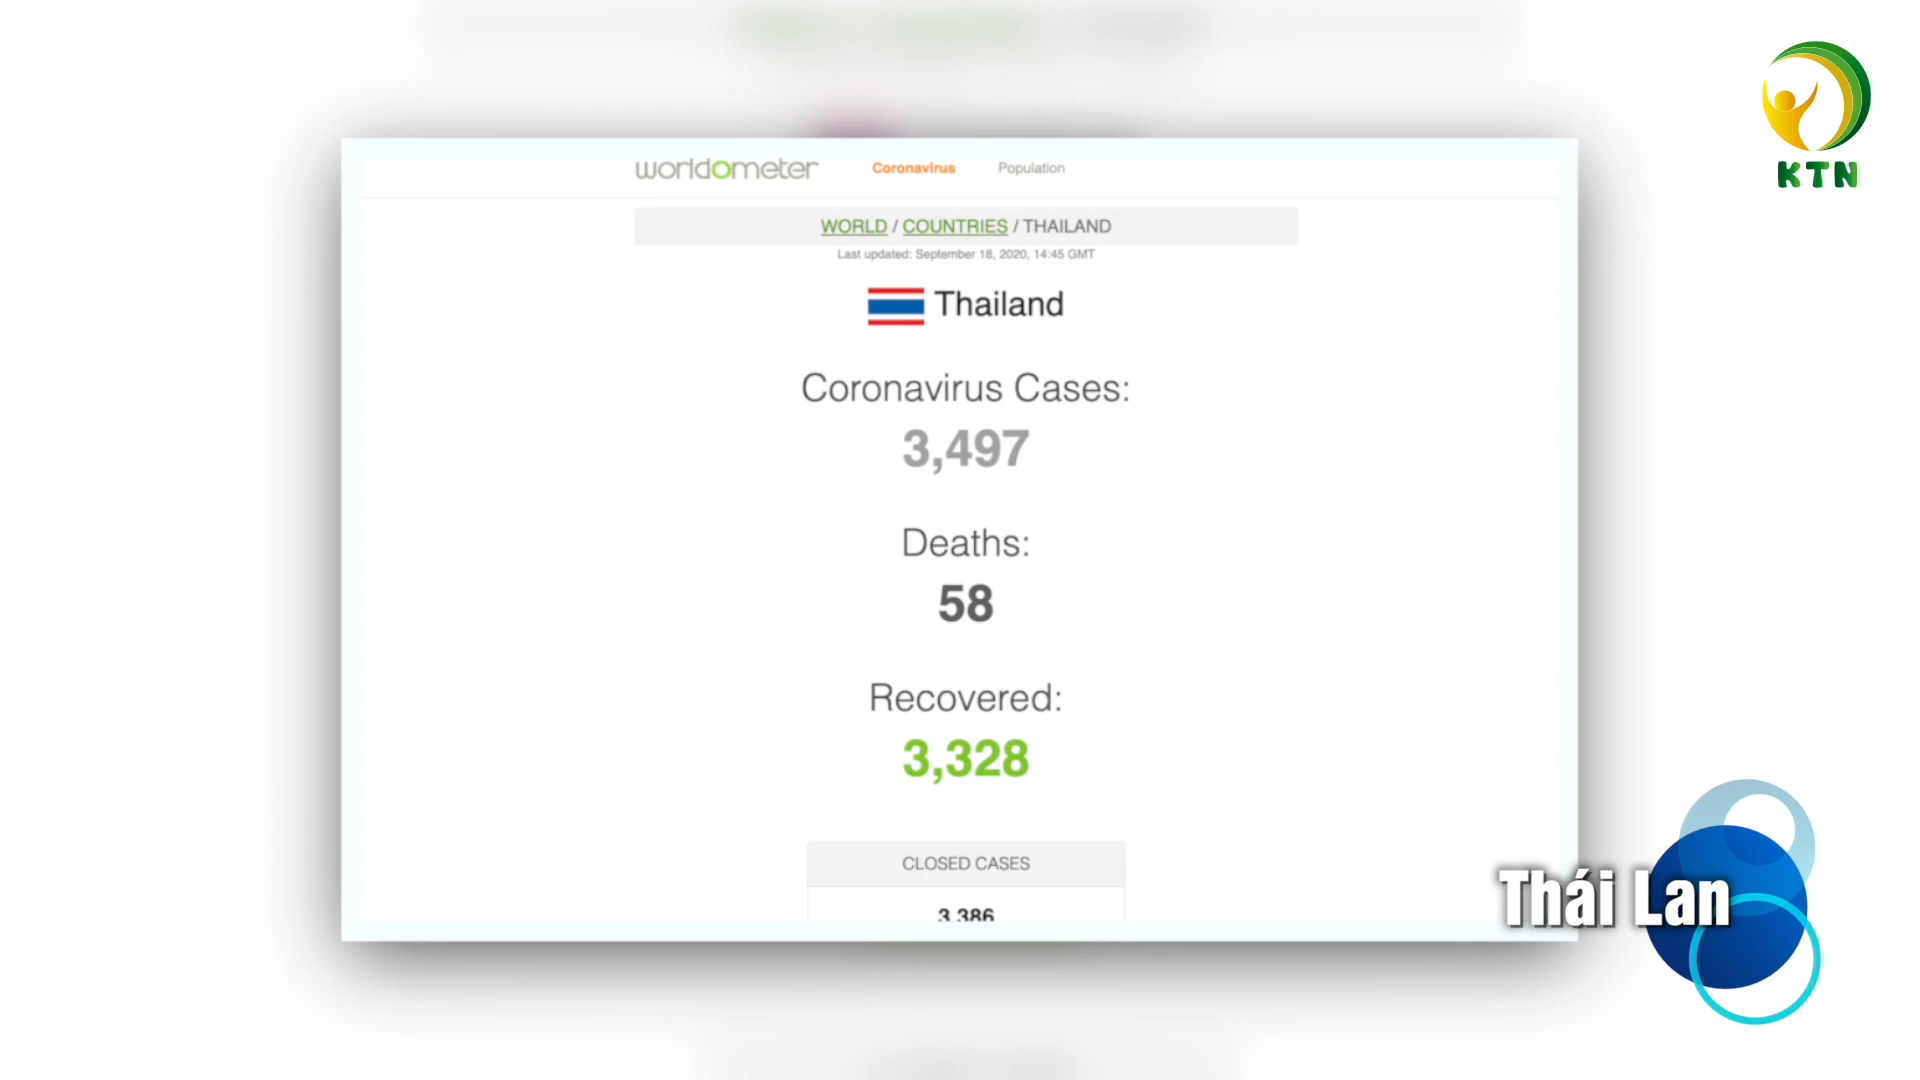 worldometer Coronavirus Population
WORLD / COUNTRIES / THAILAND
Last updated: September 18, 2020, 14:45 GMT
Thailand
Coronavirus Cases:
3,497
Deaths:
58
Recovered:
3,328
CLOSED CASES
3,386
KTN
Thái Lan